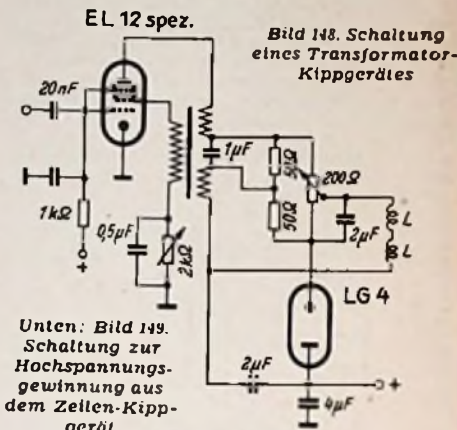 EL 12 spez.
Bild 148. Schaltung
eines Transformator-
Kippgerätes
20nF
1µF
50Ω
200Ω
50Ω
2µF
L
L
1kΩ
+
0,5µF
2kΩ
LG 4
Unten: Bild 149.
Schaltung zur
Hochspannungs-
gewinnung aus
dem Zeilen-Kipp-
gerät
2µF
+
4µF